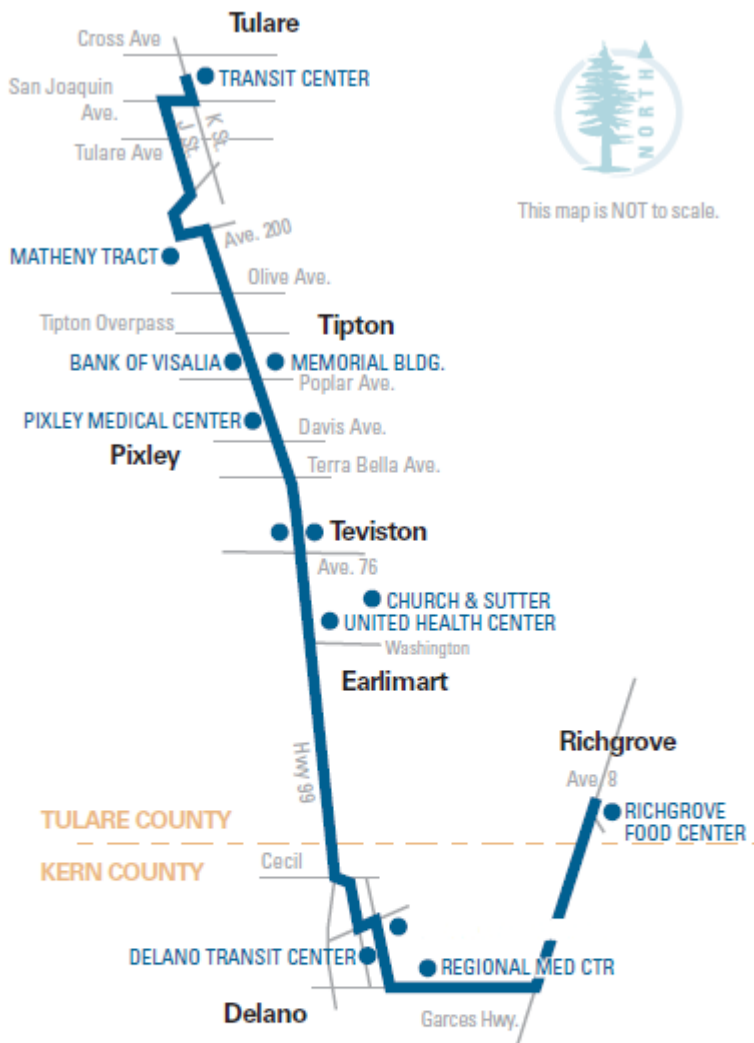 Tulare
Cross Ave
TRANSIT CENTER
San Joaquin
Ave.
K St.
J St.
Tulare Ave
NORTH
This map is NOT to scale.
Ave. 200
MATHENY TRACT
Olive Ave.
Tipton Overpass
Tipton
BANK OF VISALIA
MEMORIAL BLDG.
Poplar Ave.
PIXLEY MEDICAL CENTER
Davis Ave.
Pixley
Terra Bella Ave.
Teviston
Ave. 76
CHURCH & SUTTER
UNITED HEALTH CENTER
Washington
Earlimart
Richgrove
Hwy 99
Ave. 8
RICHGROVE
FOOD CENTER
TULARE COUNTY
KERN COUNTY
Cecil
DELANO TRANSIT CENTER
REGIONAL MED CTR
Delano
Garces Hwy.